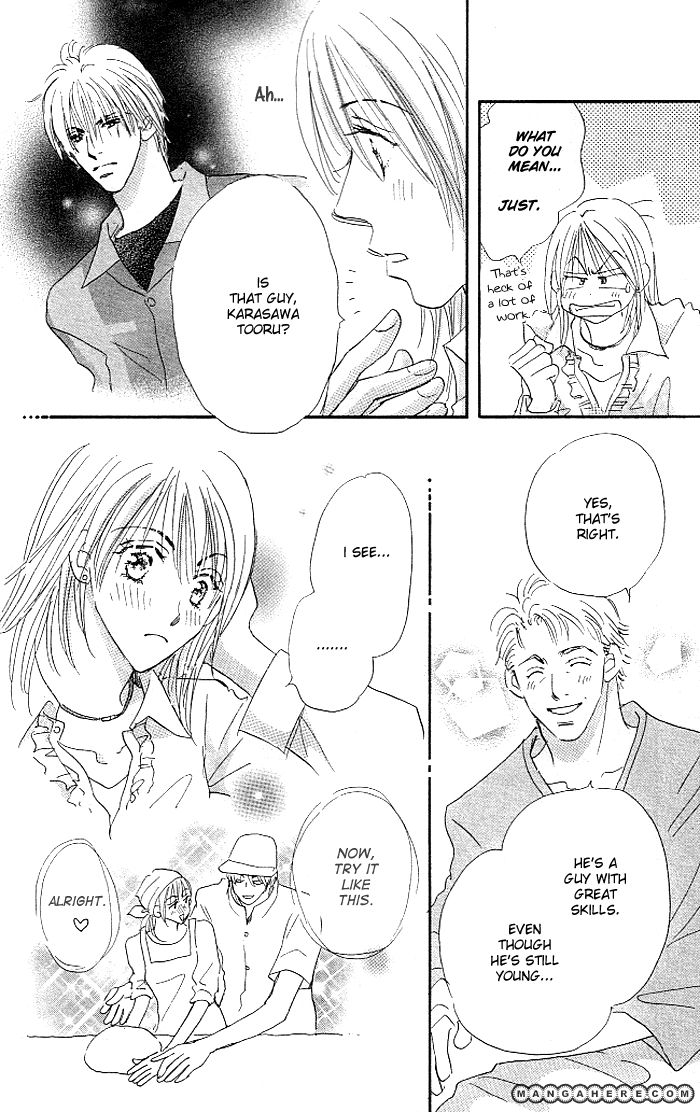 WHAT
DO YOU
MEAN...
JUST.
That's
heck of
a lot of
work.
Ah...
IS
THAT GUY,
KARASAWA
TOORU?
YES,
THAT'S
RIGHT.
HE'S A
GUY WITH
GREAT
SKILLS.
EVEN
THOUGH
HE'S STILL
YOUNG...
I SEE...
.......
NOW,
TRY IT
LIKE
THIS.
ALRIGHT.
♡
MANGAHERE.COM